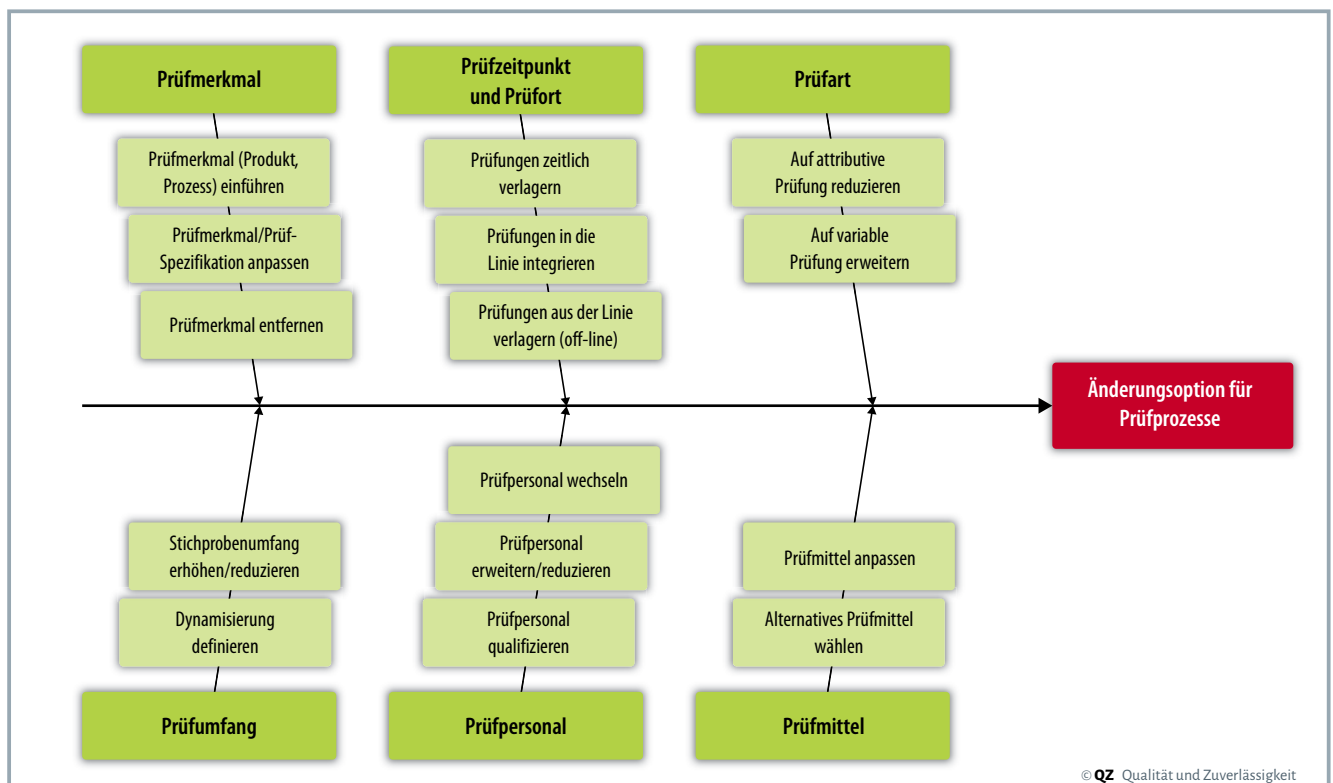 Prüfmerkmal
Prüfmerkmal (Produkt,
Prozess) einführen
Prüfmerkmal/Prüf-
Spezifikation anpassen
Prüfmerkmal entfernen
Prüfzeitpunkt
und Prüfort
Prüfungen zeitlich
verlagern
Prüfungen in die
Linie integrieren
Prüfungen aus der Linie
verlagern (off-line)
Prüfart
Auf attributive
Prüfung reduzieren
Auf variable
Prüfung erweitern
Änderungsoption für
Prüfprozesse
Stichprobenumfang
erhöhen/reduzieren
Dynamisierung
definieren
Prüfumfang
Prüfpersonal wechseln
Prüfpersonal
erweitern/reduzieren
Prüfpersonal
qualifizieren
Prüfpersonal
Prüfmittel anpassen
Alternatives Prüfmittel
wählen
Prüfmittel
© QZ Qualität und Zuverlässigkeit